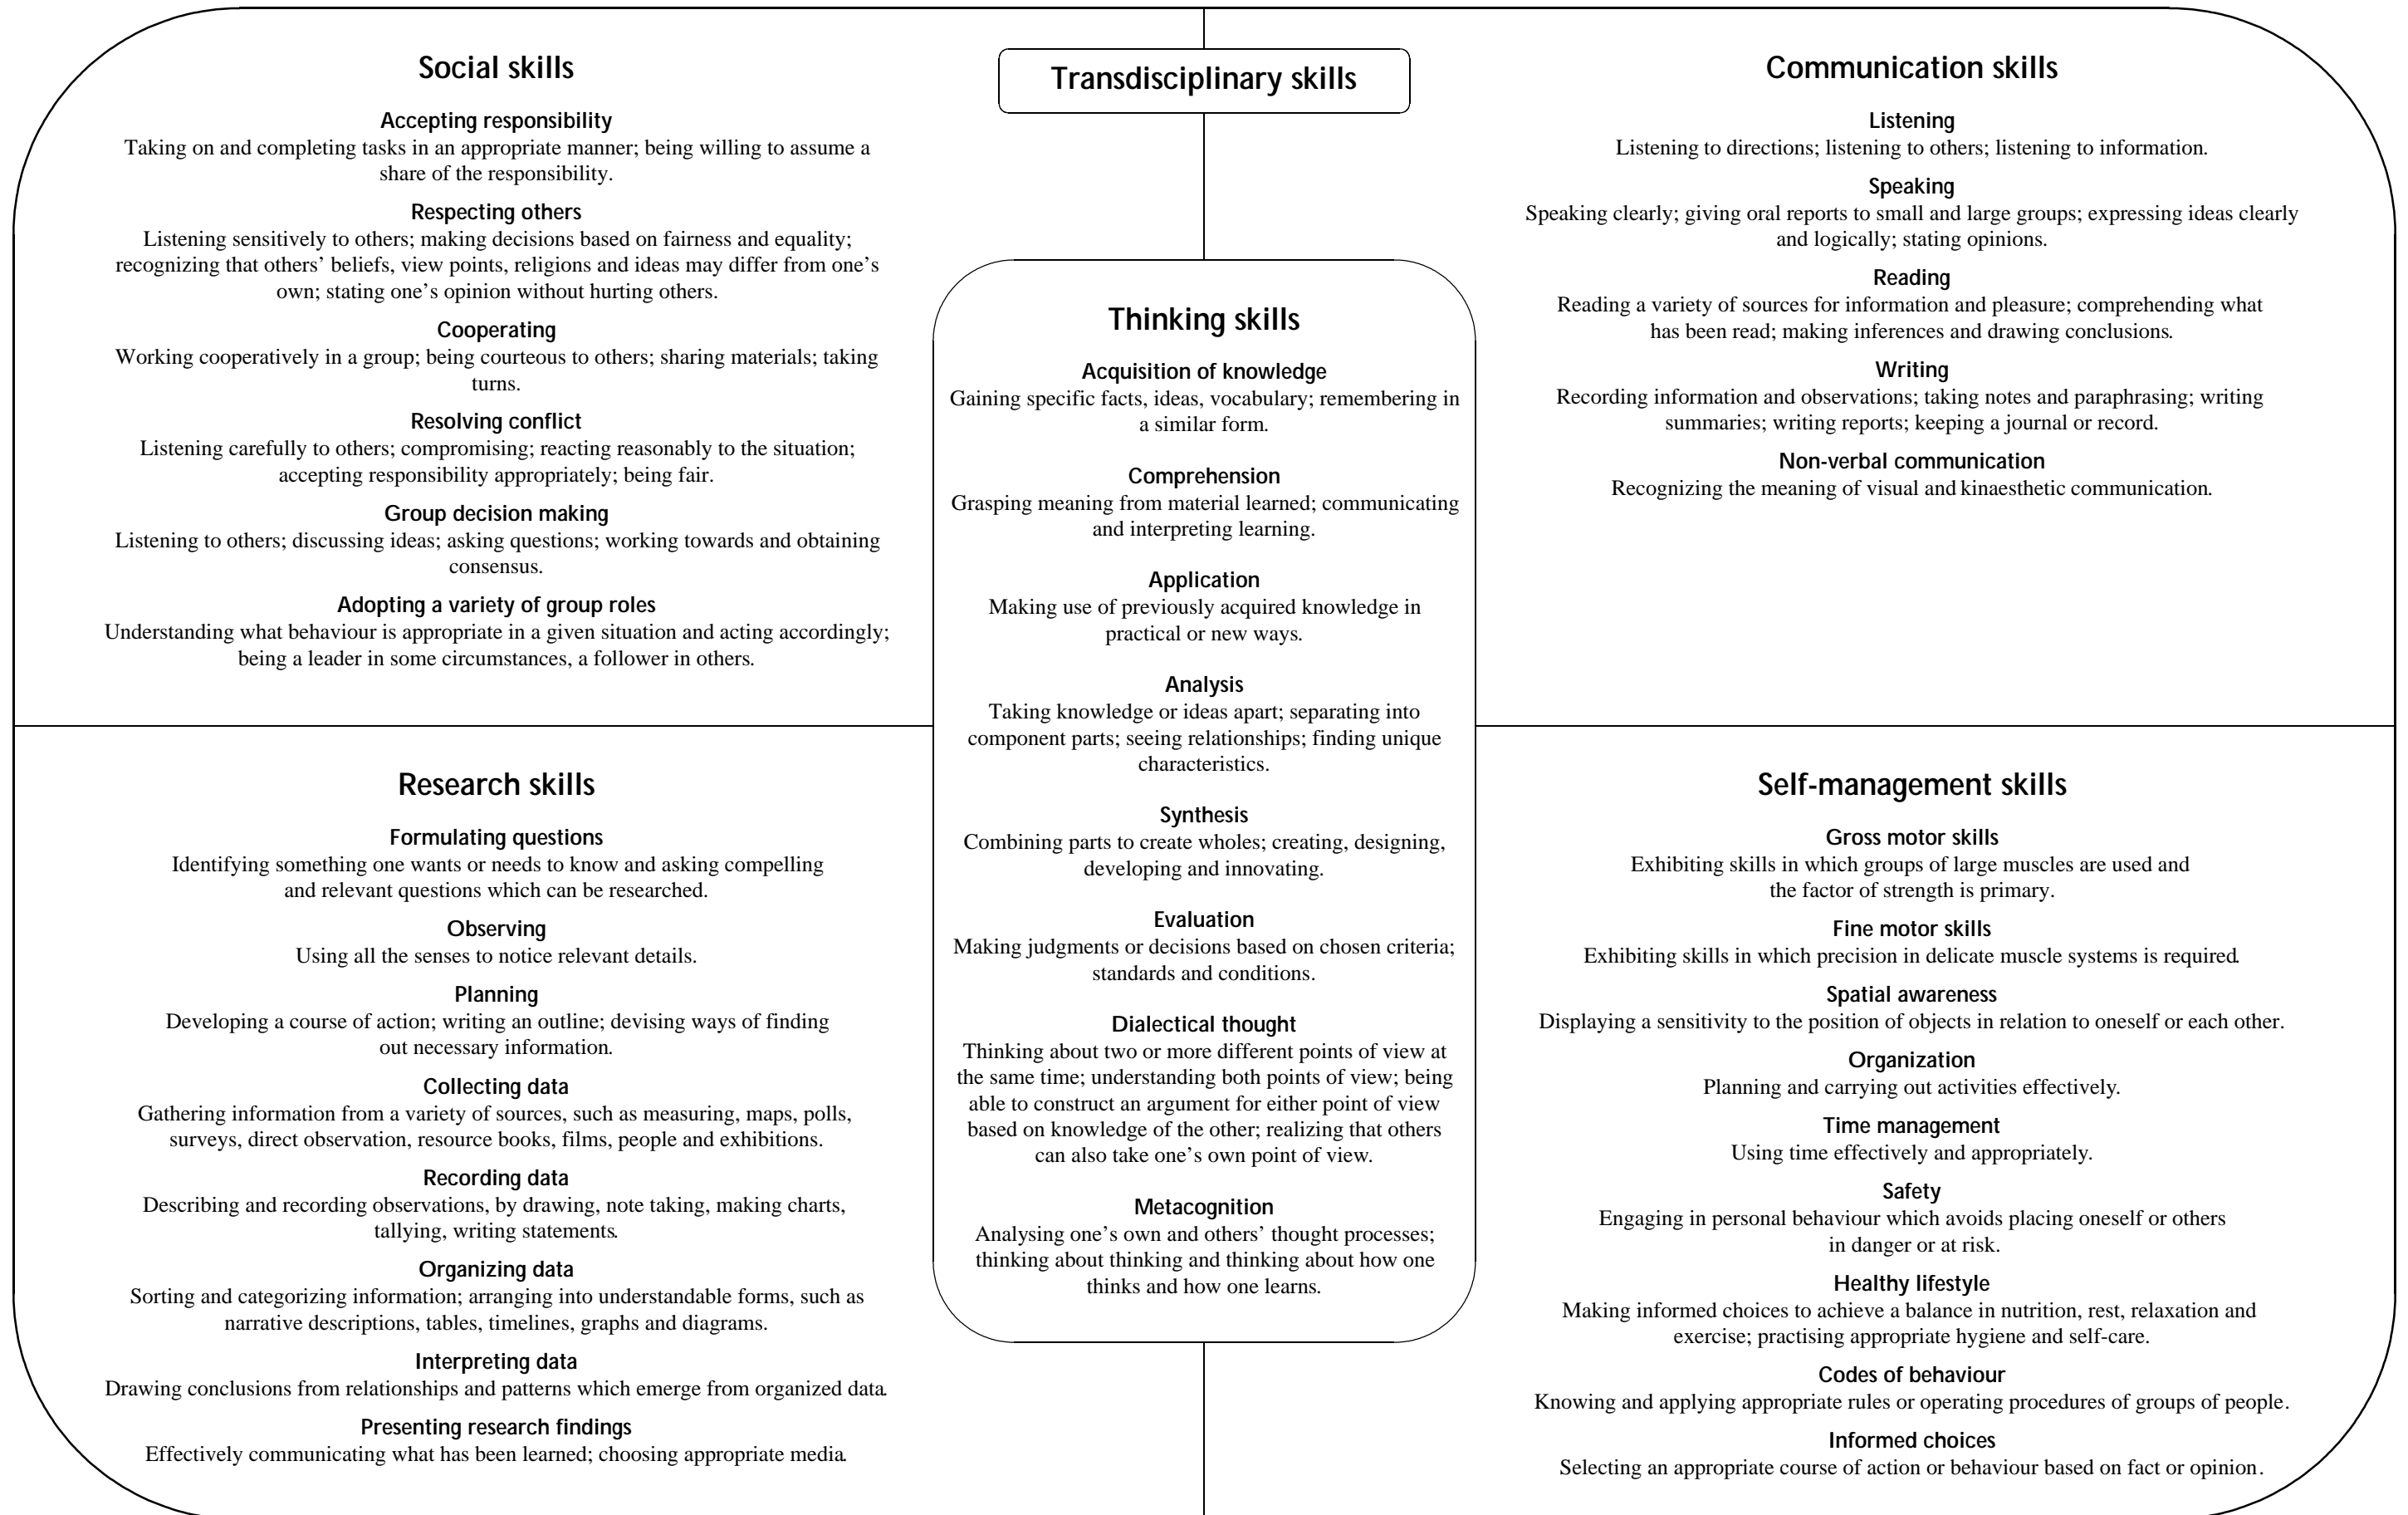 Transdisciplinary skills
Social skills
Accepting responsibility
Taking on and completing tasks in an appropriate manner; being willing to assume a
share of the responsibility.
Respecting others
Listening sensitively to others; making decisions based on fairness and equality;
recognizing that others’ beliefs, view points, religions and ideas may differ from one’s
own; stating one’s opinion without hurting others.
Cooperating
Working cooperatively in a group; being courteous to others; sharing materials; taking
turns.
Resolving conflict
Listening carefully to others; compromising; reacting reasonably to the situation;
accepting responsibility appropriately; being fair.
Group decision making
Listening to others; discussing ideas; asking questions; working towards and obtaining
consensus.
Adopting a variety of group roles
Understanding what behaviour is appropriate in a given situation and acting accordingly;
being a leader in some circumstances, a follower in others.
Communication skills
Listening
Listening to directions; listening to others; listening to information.
Speaking
Speaking clearly; giving oral reports to small and large groups; expressing ideas clearly
and logically; stating opinions.
Reading
Reading a variety of sources for information and pleasure; comprehending what
has been read; making inferences and drawing conclusions.
Writing
Recording information and observations; taking notes and paraphrasing; writing
summaries; writing reports; keeping a journal or record.
Non-verbal communication
Recognizing the meaning of visual and kinaesthetic communication.
Thinking skills
Acquisition of knowledge
Gaining specific facts, ideas, vocabulary; remembering in
a similar form.
Comprehension
Grasping meaning from material learned; communicating
and interpreting learning.
Application
Making use of previously acquired knowledge in
practical or new ways.
Analysis
Taking knowledge or ideas apart; separating into
component parts; seeing relationships; finding unique
characteristics.
Synthesis
Combining parts to create wholes; creating, designing,
developing and innovating.
Evaluation
Making judgments or decisions based on chosen criteria;
standards and conditions.
Dialectical thought
Thinking about two or more different points of view at
the same time; understanding both points of view; being
able to construct an argument for either point of view
based on knowledge of the other; realizing that others
can also take one’s own point of view.
Metacognition
Analysing one’s own and others’ thought processes;
thinking about thinking and thinking about how one
thinks and how one learns.
Research skills
Formulating questions
Identifying something one wants or needs to know and asking compelling
and relevant questions which can be researched.
Observing
Using all the senses to notice relevant details.
Planning
Developing a course of action; writing an outline; devising ways of finding
out necessary information.
Collecting data
Gathering information from a variety of sources, such as measuring, maps, polls,
surveys, direct observation, resource books, films, people and exhibitions.
Recording data
Describing and recording observations, by drawing, note taking, making charts,
tallying, writing statements.
Organizing data
Sorting and categorizing information; arranging into understandable forms, such as
narrative descriptions, tables, timelines, graphs and diagrams.
Interpreting data
Drawing conclusions from relationships and patterns which emerge from organized data.
Presenting research findings
Effectively communicating what has been learned; choosing appropriate media.
Self-management skills
Gross motor skills
Exhibiting skills in which groups of large muscles are used and
the factor of strength is primary.
Fine motor skills
Exhibiting skills in which precision in delicate muscle systems is required.
Spatial awareness
Displaying a sensitivity to the position of objects in relation to oneself or each other.
Organization
Planning and carrying out activities effectively.
Time management
Using time effectively and appropriately.
Safety
Engaging in personal behaviour which avoids placing oneself or others
in danger or at risk.
Healthy lifestyle
Making informed choices to achieve a balance in nutrition, rest, relaxation and
exercise; practising appropriate hygiene and self-care.
Codes of behaviour
Knowing and applying appropriate rules or operating procedures of groups of people.
Informed choices
Selecting an appropriate course of action or behaviour based on fact or opinion.